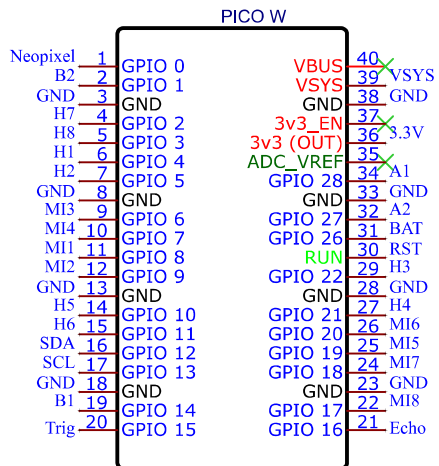 PICO W
Neopixel 1 GPIO 0 VBUS 40
B2 2 GPIO 1 VSYS 39 VSYS
GND 3 GND GND 38 GND
H7 4 GPIO 2 3v3_EN 37
H8 5 GPIO 3 3v3 (OUT) 36 3.3V
H1 6 GPIO 4 ADC_VREF 35
H2 7 GPIO 5 GPIO 28 34 A1
GND 8 GND GND 33 GND
MI3 9 GPIO 6 GPIO 27 32 A2
MI4 10 GPIO 7 GPIO 26 31 BAT
MI1 11 GPIO 8 RUN 30 RST
MI2 12 GPIO 9 GPIO 22 29 H3
GND 13 GND GND 28 GND
H5 14 GPIO 10 GPIO 21 27 H4
H6 15 GPIO 11 GPIO 20 26 MI6
SDA 16 GPIO 12 GPIO 19 25 MI5
SCL 17 GPIO 13 GPIO 18 24 MI7
GND 18 GND GND 23 GND
B1 19 GPIO 14 GPIO 17 22 MI8
Trig 20 GPIO 15 GPIO 16 21 Echo